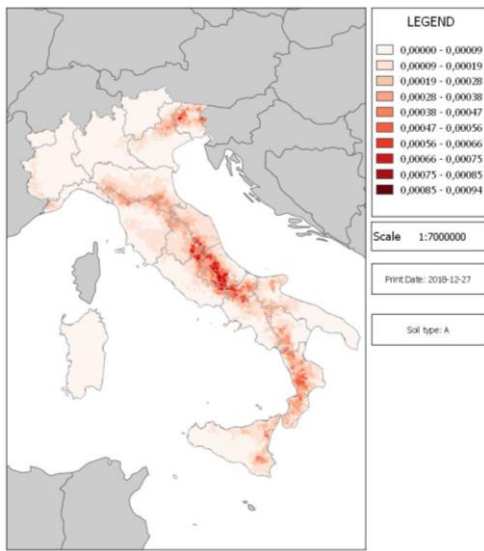 LEGEND
0,00000 - 0,00009
0,00009 - 0,00019
0,00019 - 0,00028
0,00028 - 0,00038
0,00038 - 0,00047
0,00047 - 0,00056
0,00056 - 0,00066
0,00066 - 0,00075
0,00075 - 0,00085
0,00085 - 0,00094
Scale 1:7000000
Print Date: 2018-12-27
Soil type: A